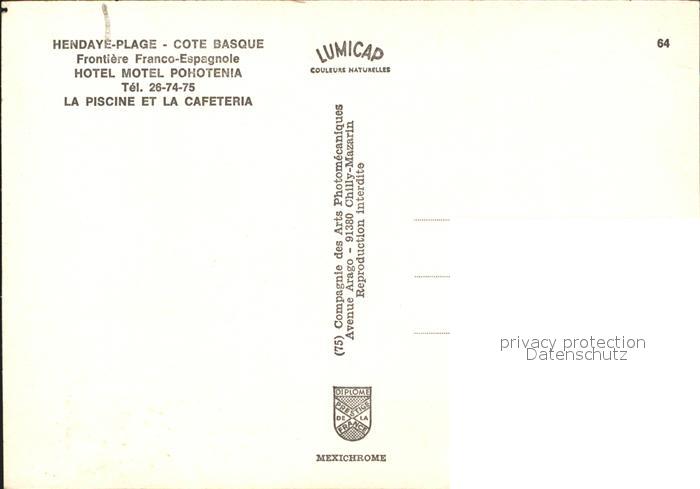 HENDAYE-PLAGE - COTE BASQUE
Frontière Franco-Espagnole
HOTEL MOTEL POHOTENIA
Tél. 26-74-75
LA PISCINE ET LA CAFETERIA
LUMICAP
COULEURS NATURELLES
64
(75) Compagnie des Arts Photomécaniques
Avenue Arago - 91380 Chilly-Mazarin
Reproduction interdite
privacy protection
Datenschutz
DIPLOME
PRESTIGE
DE LA
FRANCE
MEXICHROME